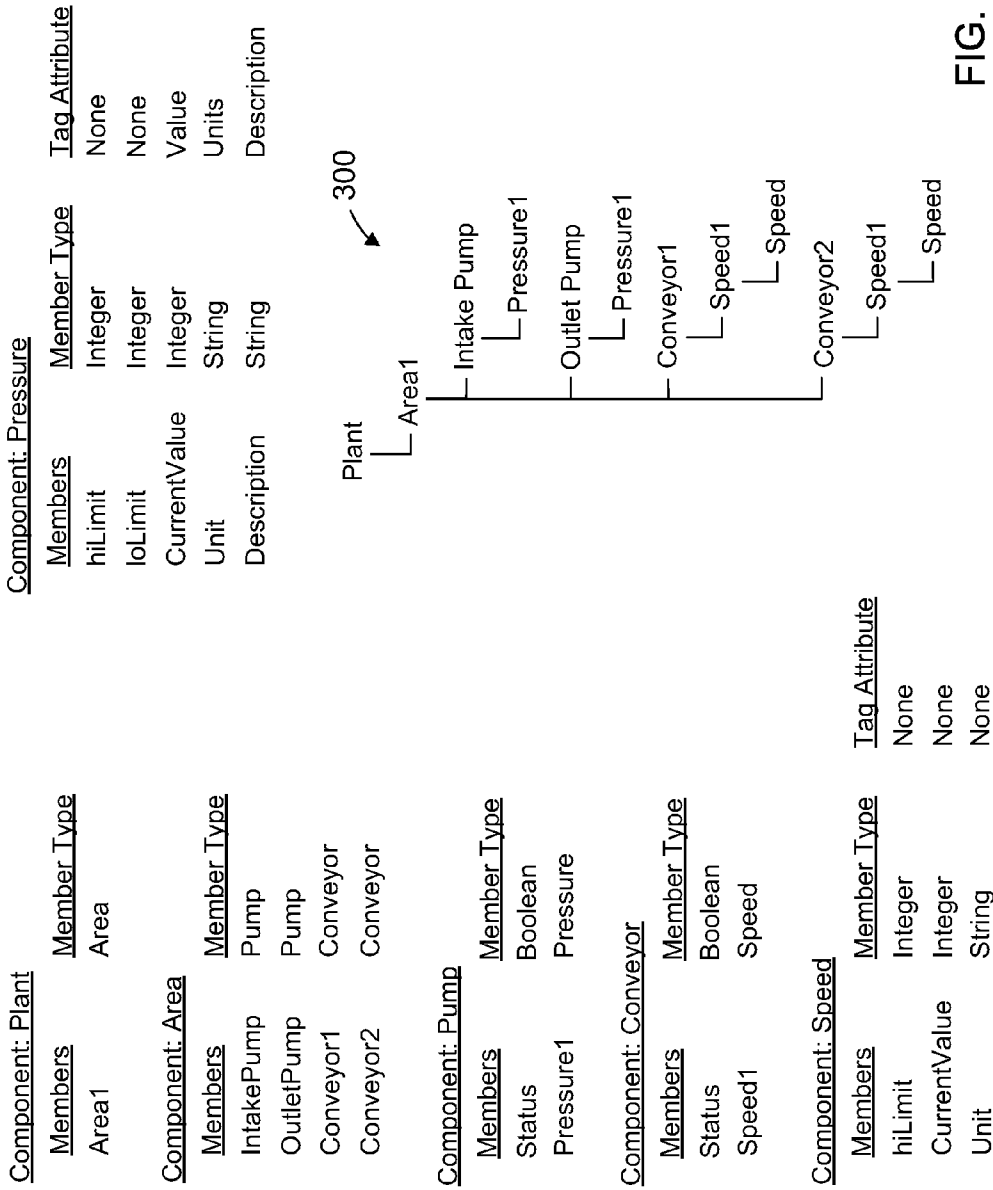 Component: Plant
Members Member Type
Area1 Area
Component: Area
Members Member Type
IntakePump Pump
OutletPump Pump
Conveyor1 Conveyor
Conveyor2 Conveyor
Component: Pump
Members Member Type
Status Boolean
Pressure1 Pressure
Component: Conveyor
Members Member Type
Status Boolean
Speed1 Speed
Component: Speed
Members Member Type Tag Attribute
hiLimit Integer None
CurrentValue Integer None
Unit String None
Component: Pressure
Members Member Type Tag Attribute
hiLimit Integer None
loLimit Integer None
CurrentValue Integer Value
Unit String Units
Description String Description
300
Plant
Area1
Intake Pump
Pressure1
Outlet Pump
Pressure1
Conveyor1
Speed1
Speed
Conveyor2
Speed1
Speed
FIG.